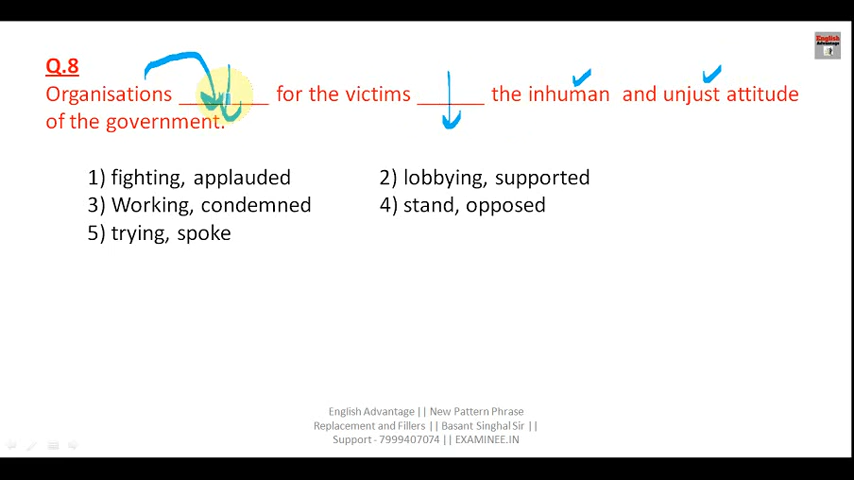 English
Advantage
Q.8
Organisations ________ for the victims ______ the inhuman and unjust attitude
of the government.
1) fighting, applauded 2) lobbying, supported
3) Working, condemned 4) stand, opposed
5) trying, spoke
English Advantage || New Pattern Phrase
Replacement and Fillers || Basant Singhal Sir ||
Support - 7999407074 || EXAMINEE.IN